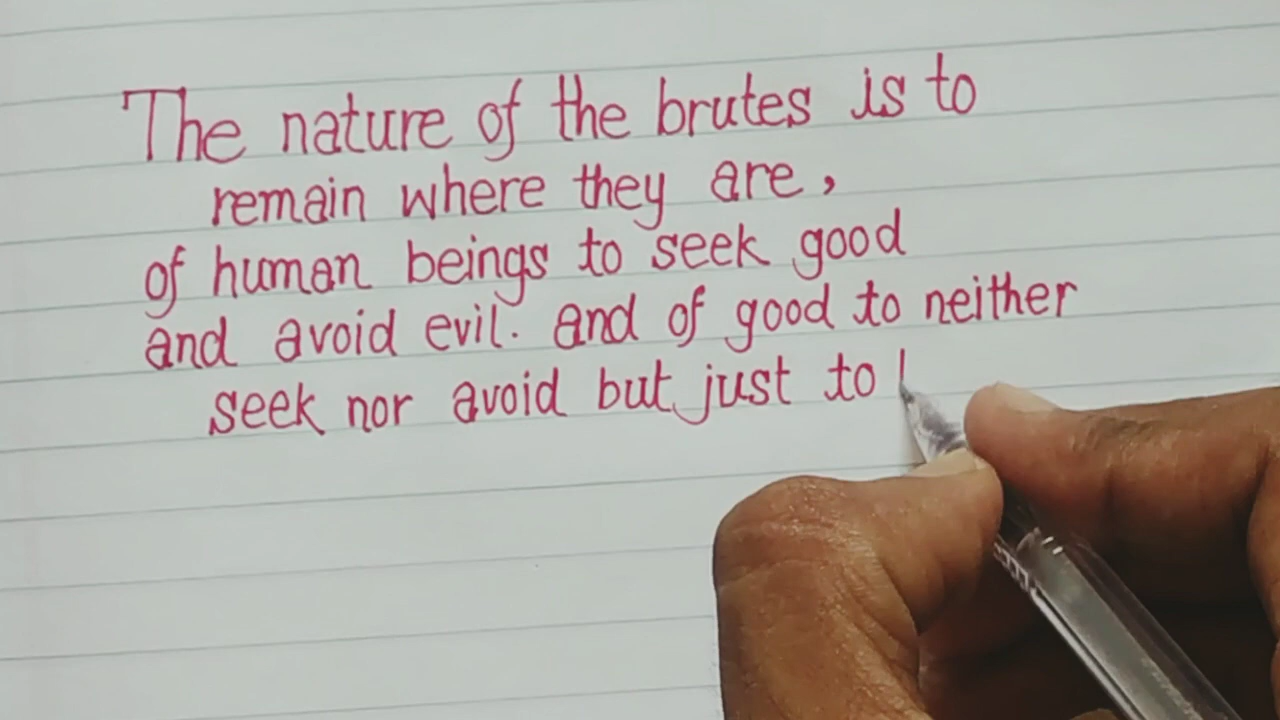 The nature of the brutes is to
remain where they are,
of human beings to seek good
and avoid evil. And of good to neither
seek nor avoid but just to